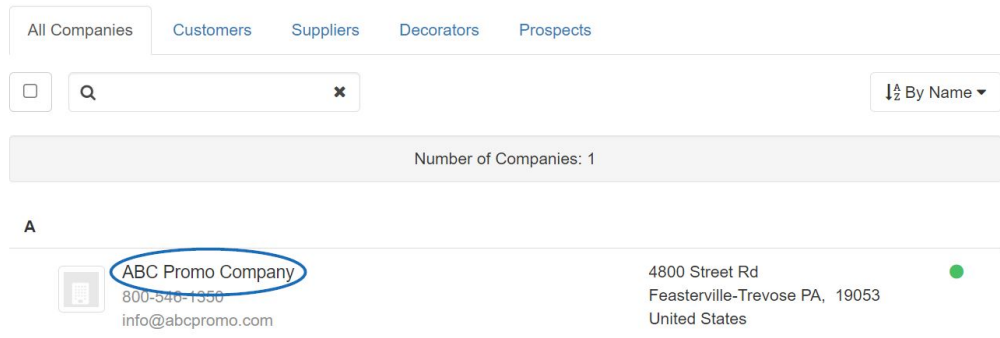 All Companies Customers Suppliers Decorators Prospects
By Name
Number of Companies: 1
A
ABC Promo Company
800-546-1350
info@abcpromo.com
4800 Street Rd
Feasterville-Trevose PA, 19053
United States